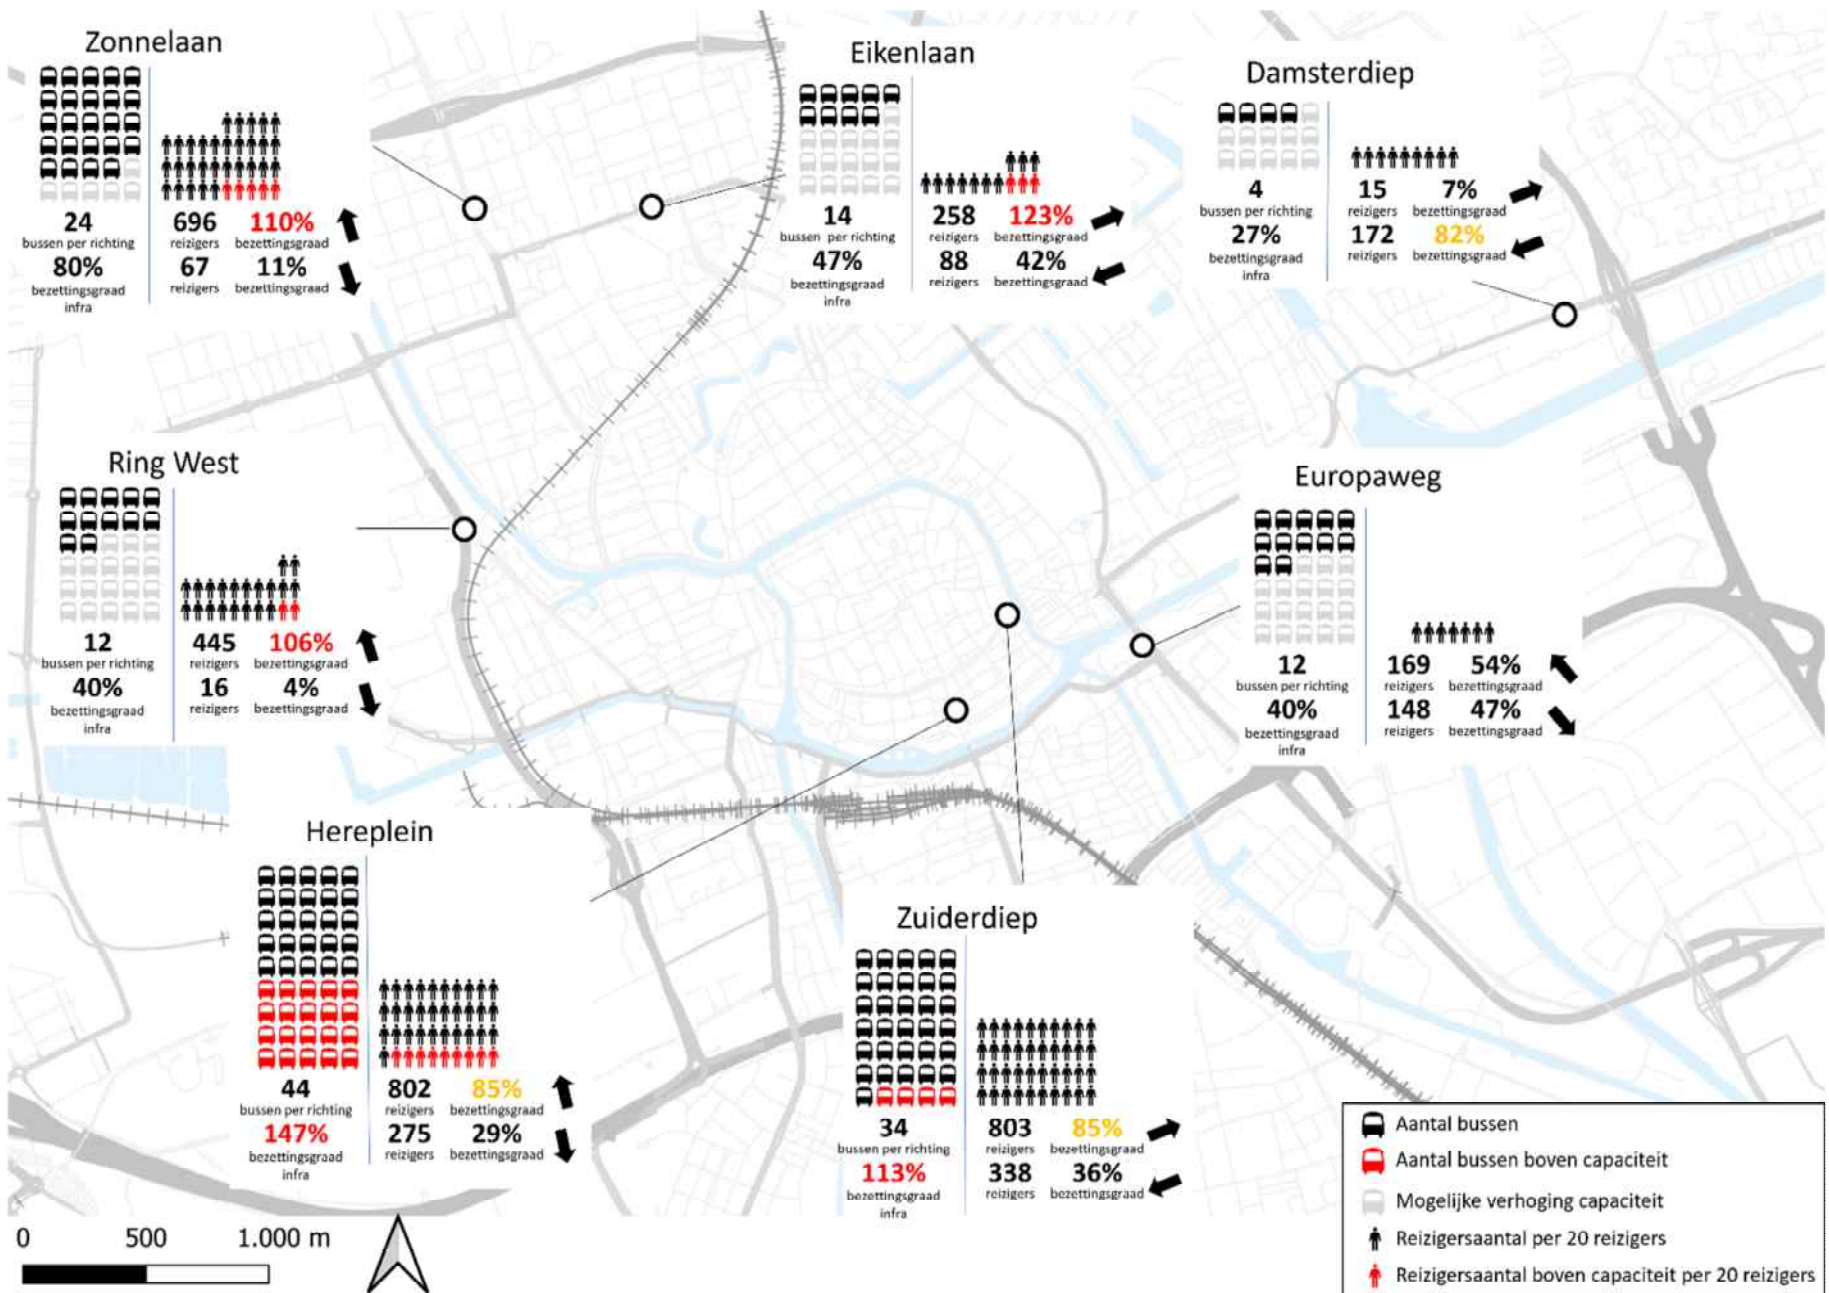 Zonnelaan
24
bussen per richting
80%
bezettingsgraad
infra
696
110%
reizigers
bezettingsgraad
67
11%
reizigers
bezettingsgraad
Eikenlaan
14
bussen per richting
47%
bezettingsgraad
infra
258
123%
reizigers
bezettingsgraad
88
42%
reizigers
bezettingsgraad
Damsterdiep
4
bussen per richting
27%
bezettingsgraad
infra
15
7%
reizigers
bezettingsgraad
172
82%
reizigers
bezettingsgraad
Ring West
12
bussen per richting
40%
bezettingsgraad
infra
445
106%
reizigers
bezettingsgraad
16
4%
reizigers
bezettingsgraad
Europaweg
12
bussen per richting
40%
bezettingsgraad
infra
169
54%
reizigers
bezettingsgraad
148
47%
reizigers
bezettingsgraad
Hereplein
44
bussen per richting
147%
bezettingsgraad
infra
802
85%
reizigers
bezettingsgraad
275
29%
reizigers
bezettingsgraad
Zuiderdiep
34
bussen per richting
113%
bezettingsgraad
infra
803
85%
reizigers
bezettingsgraad
338
36%
reizigers
bezettingsgraad
0 500 1.000 m
Aantal bussen
Aantal bussen boven capaciteit
Mogelijke verhoging capaciteit
Reizigersaantal per 20 reizigers
Reizigersaantal boven capaciteit per 20 reizigers